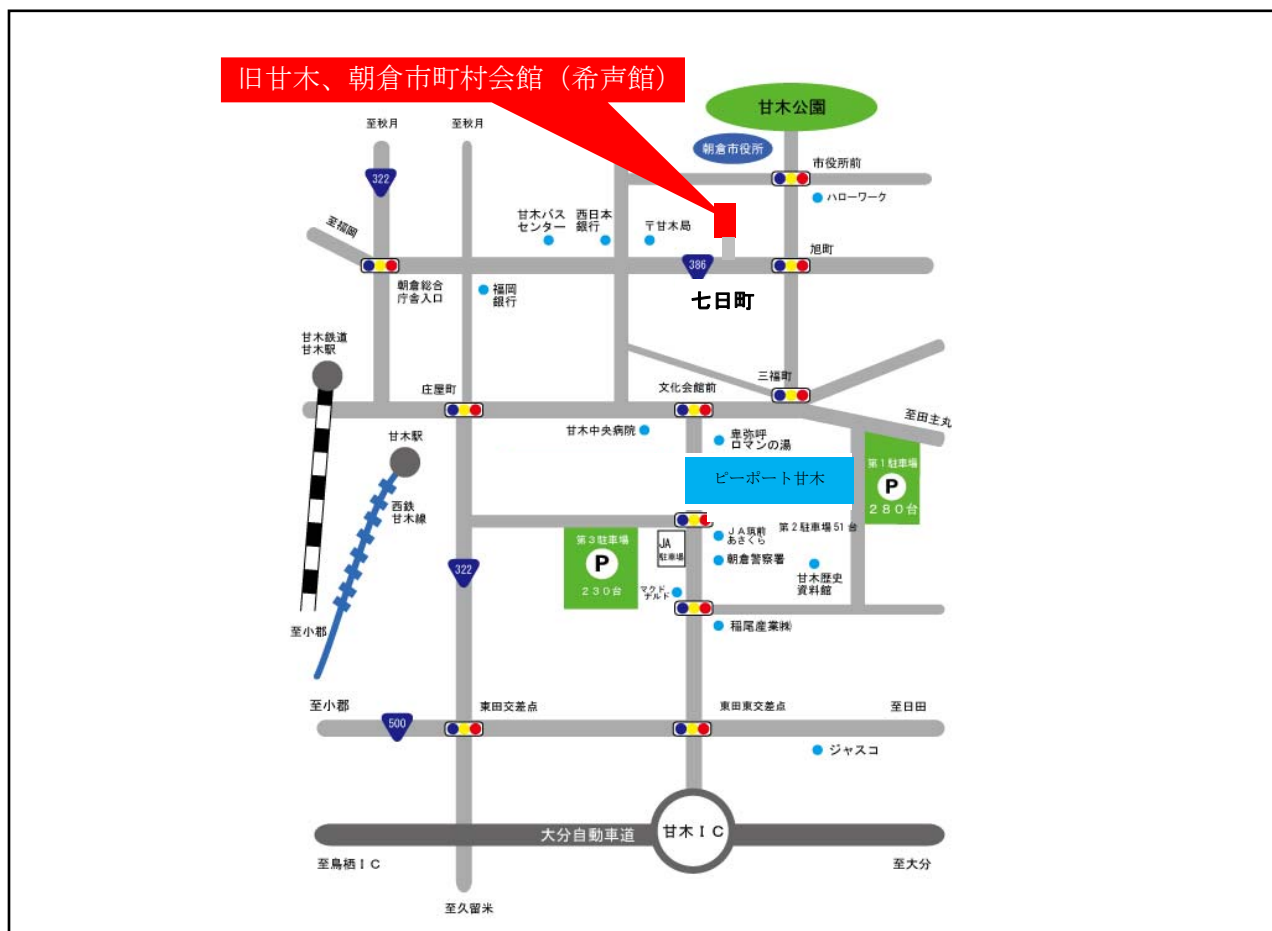 旧甘木、朝倉市町村会館（希声館）
甘木公園
至秋月
至秋月
朝倉市役所
市役所前
322
ハローワーク
甘木バス
センター
西日本
銀行
〒甘木局
至福岡
旭町
386
朝倉総合
庁舎入口
福岡
銀行
七日町
甘木鉄道
甘木駅
庄屋町
文化会館前
三福町
至田主丸
甘木中央病院
甘木駅
卑弥呼
ロマンの湯
第1駐車場
P
280台
ピーポート甘木
西鉄
甘木線
第3駐車場
P
230台
JA
駐車場
JA筑前
あさくら
第2駐車場51台
朝倉警察署
322
マクド
ナルド
甘木歴史
資料館
至小郡
稲尾産業㈱
至小郡
500
東田交差点
東田東交差点
至日田
ジャスコ
大分自動車道
甘木IC
至鳥栖IC
至大分
至久留米